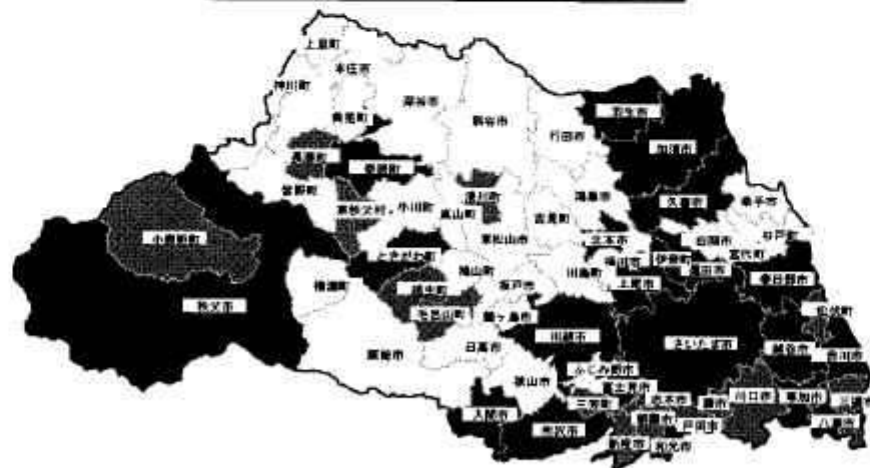 上里町
本庄市
神川町
深谷市
美里町
熊谷市
行田市
羽生市
加須市
長瀞町
寄居町
皆野町
東秩父村
小川町
嵐山町
滑川町
吉見町
鴻巣市
久喜市
幸手市
小鹿野町
東松山市
北本市
白岡市
杉戸町
ときがわ町
桶川市
伊奈町
宮代町
蓮田市
横瀬町
鳩山町
川島町
上尾市
春日部市
秩父市
越生町
坂戸市
毛呂山町
鶴ヶ島市
松伏町
川越市
さいたま市
越谷市
飯能市
日高市
吉川市
ふじみ野市
狭山市
富士見市
三芳町
志木市
川口市
草加市
三郷市
入間市
所沢市
朝霞市
蕨市
戸田市
八潮市
新座市
和光市